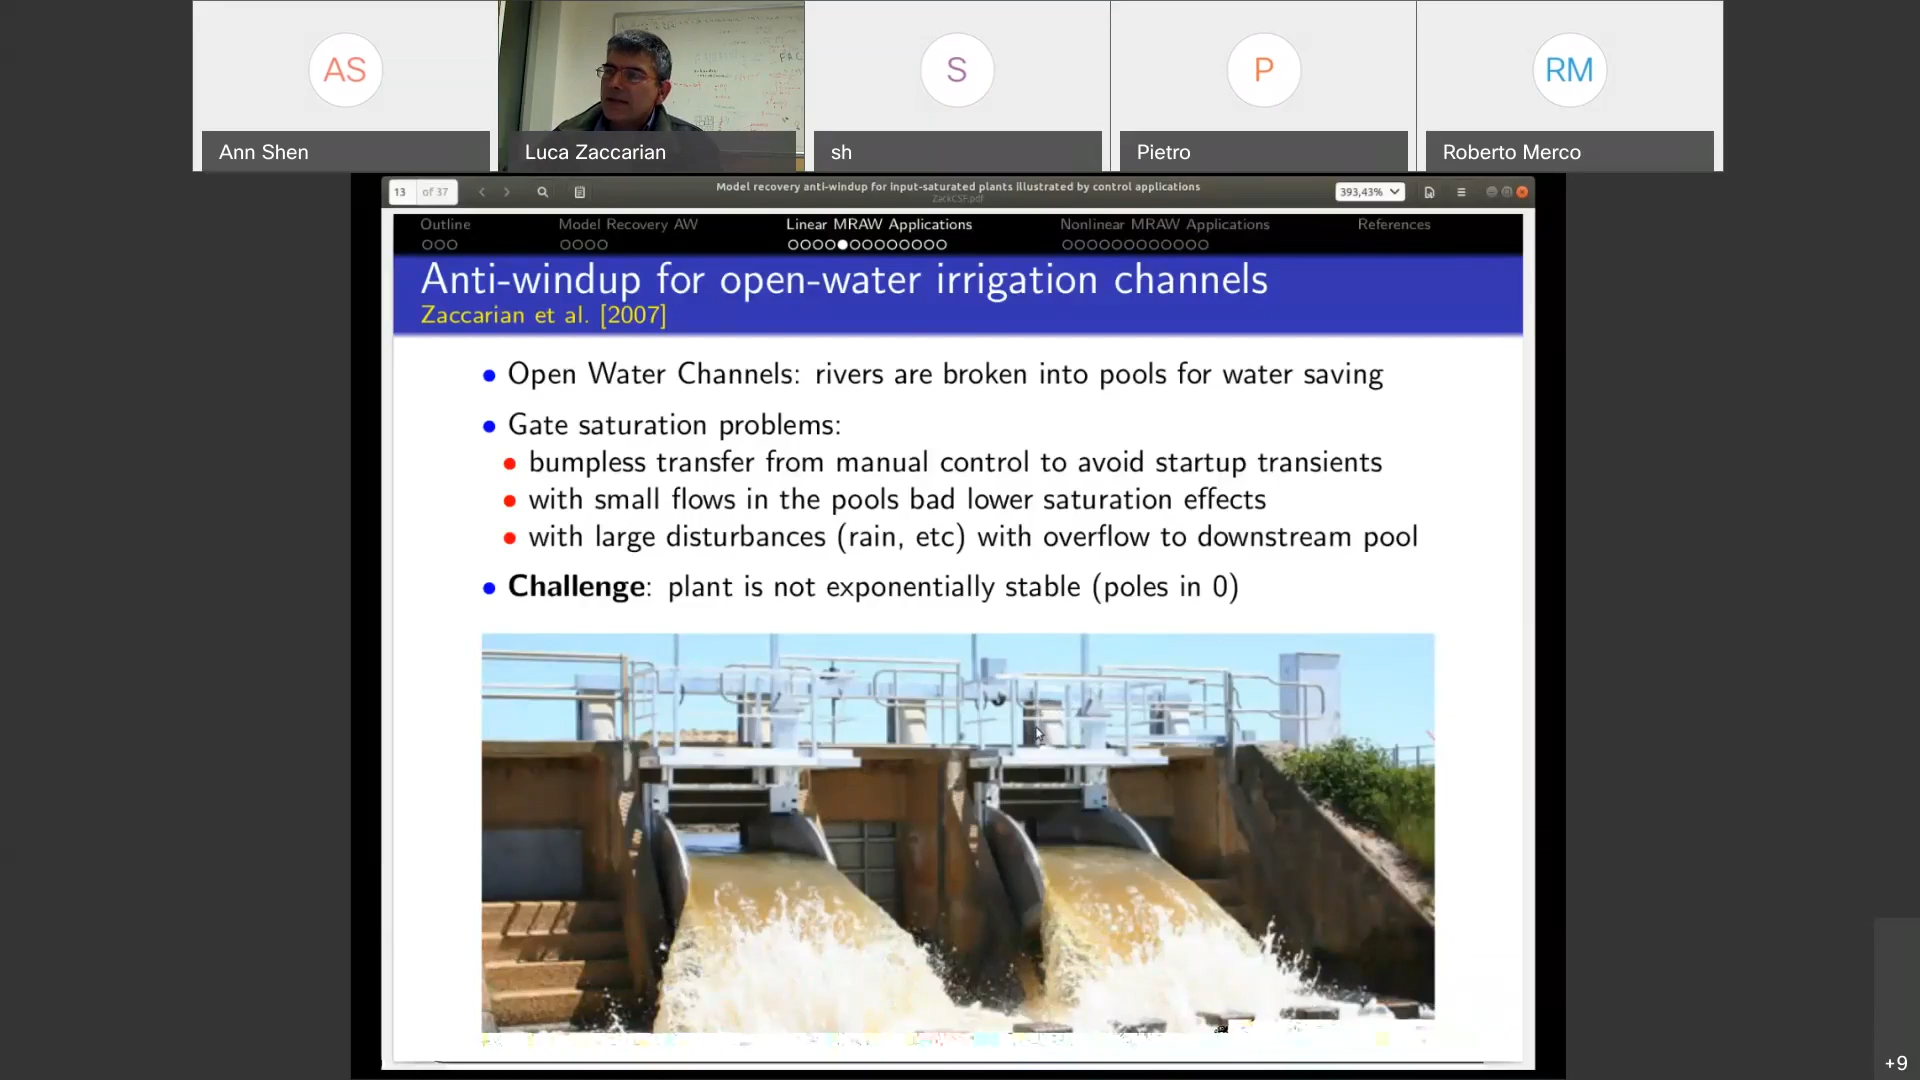 AS
S
P
RM
Ann Shen
Luca Zaccarian
sh
Pietro
Roberto Merco
13 of 37
Model recovery anti-windup for input-saturated plants illustrated by control applications
ZackCSF.pdf
393,43%
Outline
Model Recovery AW
Linear MRAW Applications
Nonlinear MRAW Applications
References
Anti-windup for open-water irrigation channels
Zaccarian et al. [2007]
• Open Water Channels: rivers are broken into pools for water saving
• Gate saturation problems:
• bumpless transfer from manual control to avoid startup transients
• with small flows in the pools bad lower saturation effects
• with large disturbances (rain, etc) with overflow to downstream pool
• Challenge: plant is not exponentially stable (poles in 0)
+9